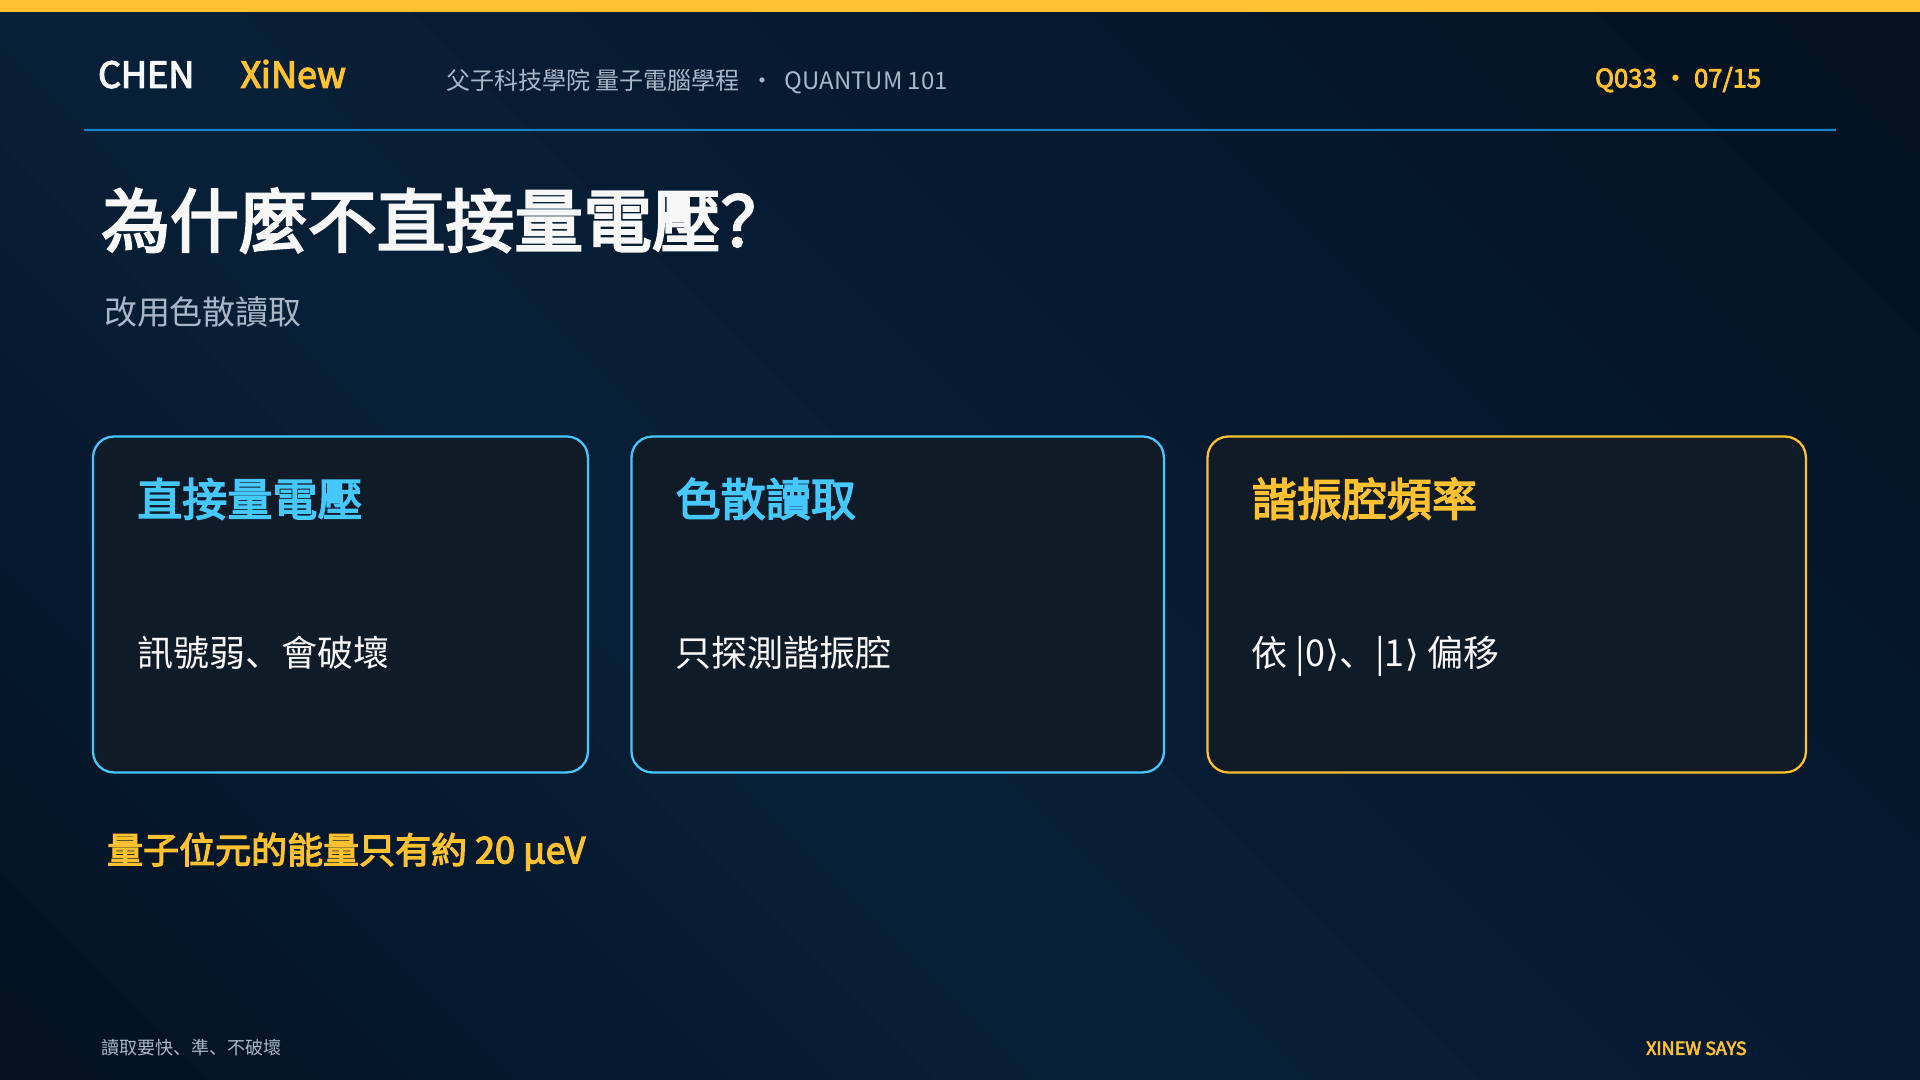 CHEN XiNew 父子科技學院 量子電腦學程 · QUANTUM 101 Q033 · 07/15
為什麼不直接量電壓?
改用色散讀取
直接量電壓
訊號弱、會破壞
色散讀取
只探測諧振腔
諧振腔頻率
依 |0⟩、|1⟩ 偏移
量子位元的能量只有約 20 μeV
讀取要快、準、不破壞
XINEW SAYS